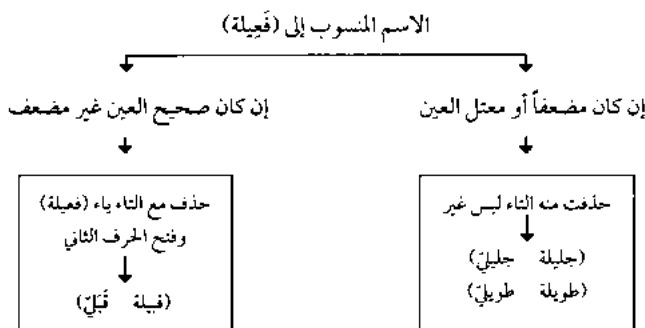 الاسم المنسوب إلى (فَعِيلة)
إن كان مضعفاً أو معتل العين
إن كان صحيح العين غير مضعف
حذفت منه التاء ليس غير
(جليلة جليليّ)
(طويلة طويليّ)
حذف مع التاء ياء (فعيلة)
وفتح الحرف الثاني
(قبيلة قَبَليّ)